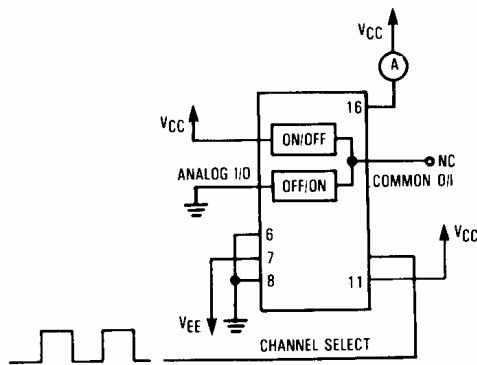 VCC
A
16
VCC
ON/OFF
NC
ANALOG I/O
OFF/ON
COMMON O/I
VCC
6
7
8
11
VEE
CHANNEL SELECT